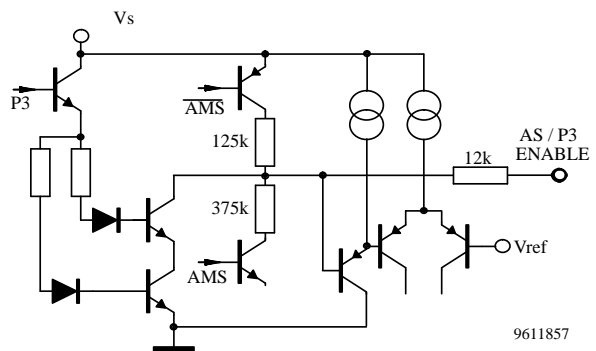 Vs
P3
AMS
125k
AS / P3
ENABLE
12k
375k
AMS
Vref
9611857